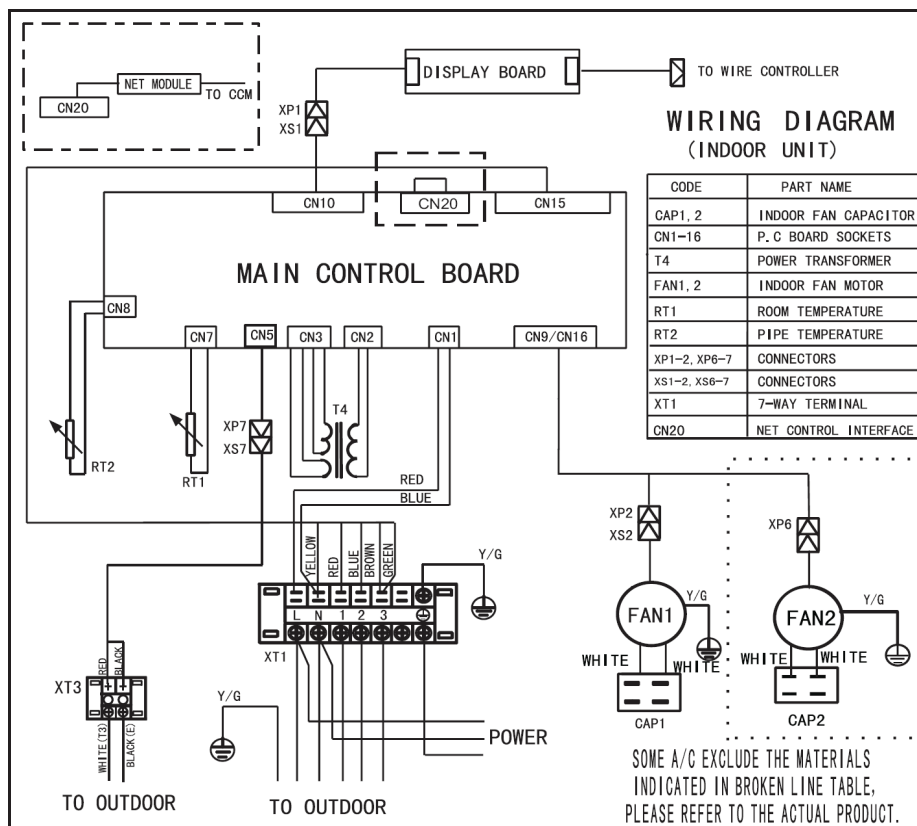 NET MODULE
TO CCM
CN20
DISPLAY BOARD
TO WIRE CONTROLLER
XP1
XS1
WIRING DIAGRAM
(INDOOR UNIT)
CODE PART NAME
CAP1, 2 INDOOR FAN CAPACITOR
CN1-16 P.C BOARD SOCKETS
T4 POWER TRANSFORMER
FAN1, 2 INDOOR FAN MOTOR
RT1 ROOM TEMPERATURE
RT2 PIPE TEMPERATURE
XP1-2, XP6-7 CONNECTORS
XS1-2, XS6-7 CONNECTORS
XT1 7-WAY TERMINAL
CN20 NET CONTROL INTERFACE
CN10
CN20
CN15
MAIN CONTROL BOARD
CN8
CN7
CN5
CN3
CN2
CN1
CN9/CN16
RT2
RT1
XP7
XS7
T4
RED
BLUE
YELLOW
RED
BLUE
BROWN
GREEN
Y/G
L N 1 2 3
XT1
Y/G
POWER
TO OUTDOOR
XT3
RED
BLACK
WHITE(T3)
BLACK(E)
TO OUTDOOR
XP2
XS2
FAN1
Y/G
WHITE WHITE
CAP1
XP6
FAN2
Y/G
WHITE WHITE
CAP2
SOME A/C EXCLUDE THE MATERIALS
INDICATED IN BROKEN LINE TABLE,
PLEASE REFER TO THE ACTUAL PRODUCT.